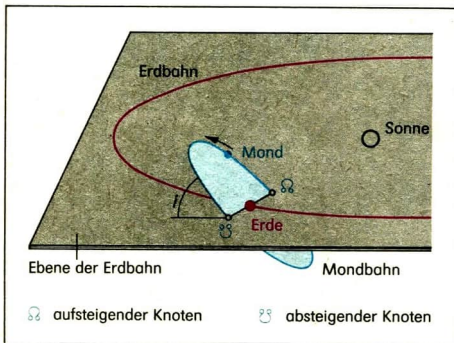 Erdbahn
Sonne
Mond
☊
i
☋
Erde
Ebene der Erdbahn
Mondbahn
☊ aufsteigender Knoten
☋ absteigender Knoten